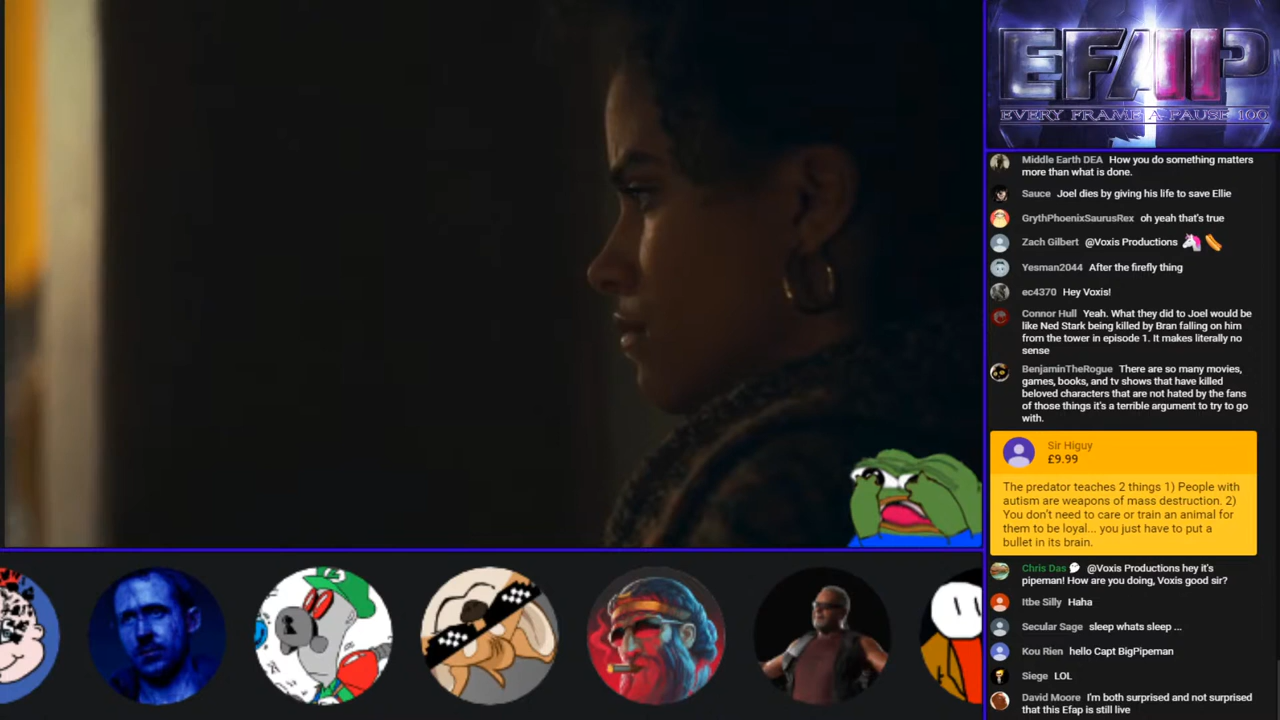 EFAP
EVERY FRAME A PAUSE 100
Middle Earth DEA How you do something matters
more than what is done.
Sauce Joel dies by giving his life to save Ellie
GrythPhoenixSaurusRex oh yeah that's true
Zach Gilbert @Voxis Productions 🦄 🌭
Yesman2044 After the firefly thing
ec4370 Hey Voxis!
Connor Hull Yeah. What they did to Joel would be
like Ned Stark being killed by Bran falling on him
from the tower in episode 1. It makes literally no
sense
BenjaminTheRogue There are so many movies,
games, books, and tv shows that have killed
beloved characters that are not hated by the fans
of those things it's a terrible argument to try to go
with.
Sir Higuy
£9.99
The predator teaches 2 things 1) People with
autism are weapons of mass destruction. 2)
You don't need to care or train an animal for
them to be loyal... you just have to put a
bullet in its brain.
Chris Das @Voxis Productions hey it's
pipeman! How are you doing, Voxis good sir?
Itbe Silly Haha
Secular Sage sleep whats sleep ...
Kou Rien hello Capt BigPipeman
Siege LOL
David Moore I'm both surprised and not surprised
that this Efap is still live